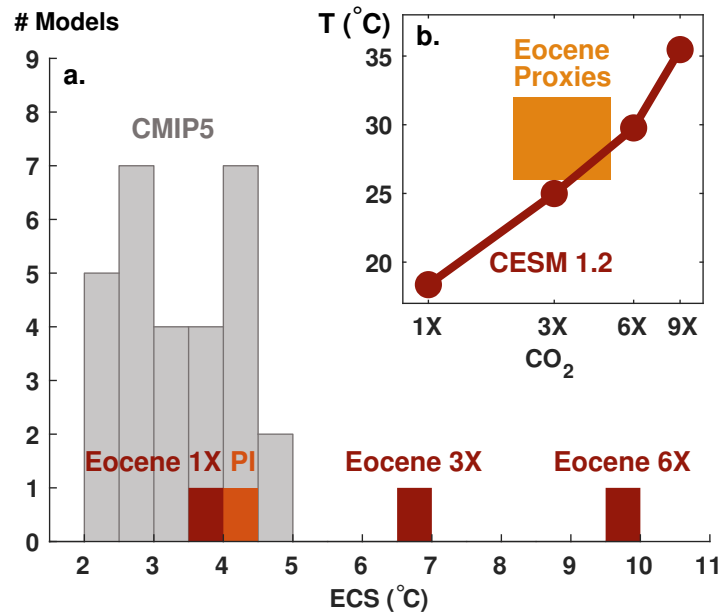 # Models
a.
CMIP5
9
8
7
6
5
4
3
2
1
0
Eocene 1X
PI
Eocene 3X
Eocene 6X
2 3 4 5 6 7 8 9 10 11
ECS (°C)
T (°C)
b.
Eocene
Proxies
35
30
25
20
CESM 1.2
1X 3X 6X 9X
CO₂